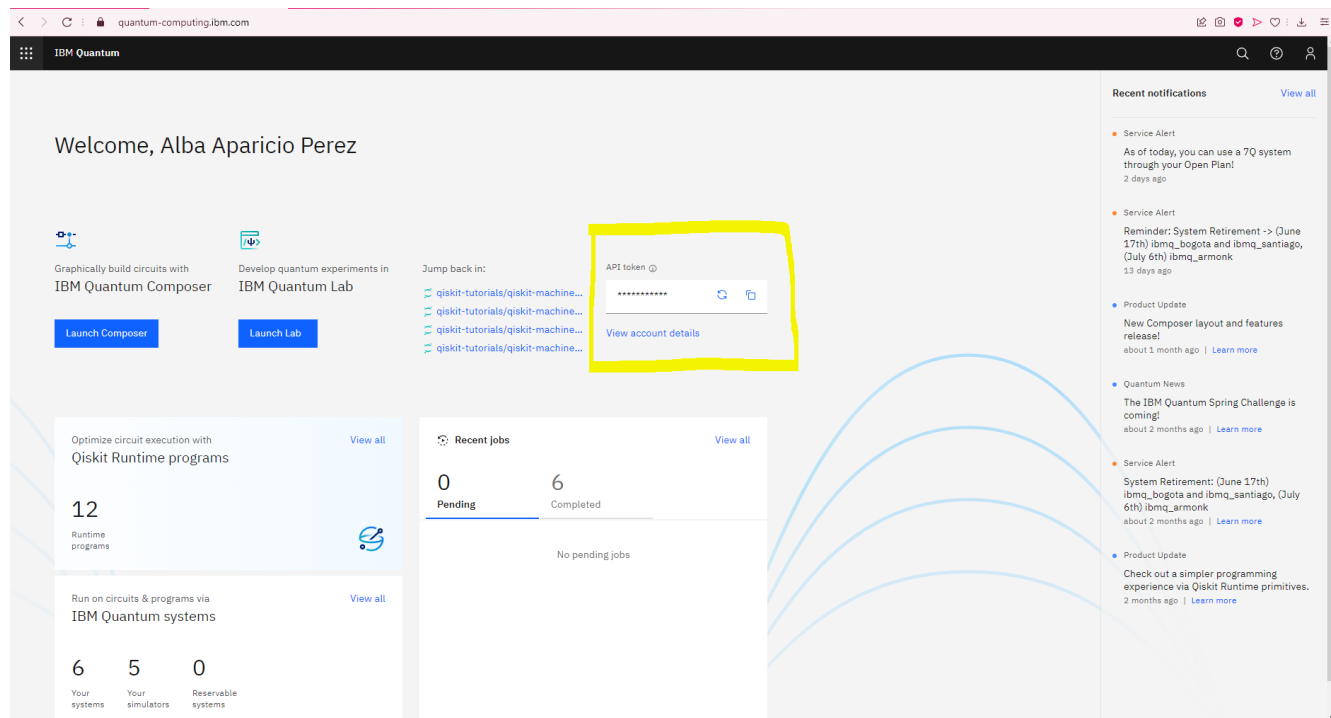 quantum-computing.ibm.com
IBM Quantum
Welcome, Alba Aparicio Perez
Graphically build circuits with
IBM Quantum Composer
Launch Composer
Develop quantum experiments in
IBM Quantum Lab
Launch Lab
Jump back in:
qiskit-tutorials/qiskit-machine...
qiskit-tutorials/qiskit-machine...
qiskit-tutorials/qiskit-machine...
qiskit-tutorials/qiskit-machine...
API token
***********
View account details
Optimize circuit execution with
View all
Qiskit Runtime programs
12
Runtime
programs
Run on circuits & programs via
View all
IBM Quantum systems
6
Your
systems
5
Your
simulators
0
Reservable
systems
Recent jobs
View all
0
Pending
6
Completed
No pending jobs
Recent notifications
View all
Service Alert
As of today, you can use a 7Q system
through your Open Plan!
2 days ago
Service Alert
Reminder: System Retirement -> (June
17th) ibmq_bogota and ibmq_santiago,
(July 6th) ibmq_armonk
13 days ago
Product Update
New Composer layout and features
release!
about 1 month ago | Learn more
Quantum News
The IBM Quantum Spring Challenge is
coming!
about 2 months ago | Learn more
Service Alert
System Retirement: (June 17th)
ibmq_bogota and ibmq_santiago, (July
6th) ibmq_armonk
about 2 months ago | Learn more
Product Update
Check out a simpler programming
experience via Qiskit Runtime primitives.
2 months ago | Learn more